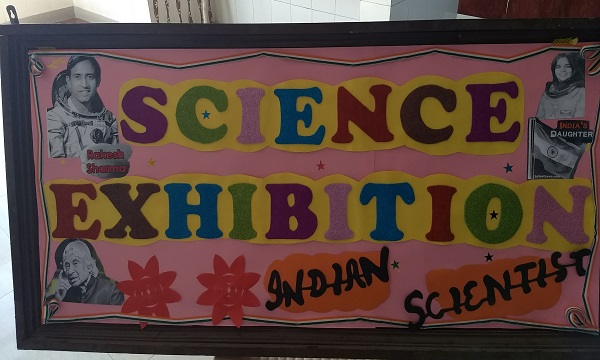 SCIENCE
Rakesh
Sharma
INDIA'S
DAUGHTER
EXHIBITION
INDIAN
SCIENTIST